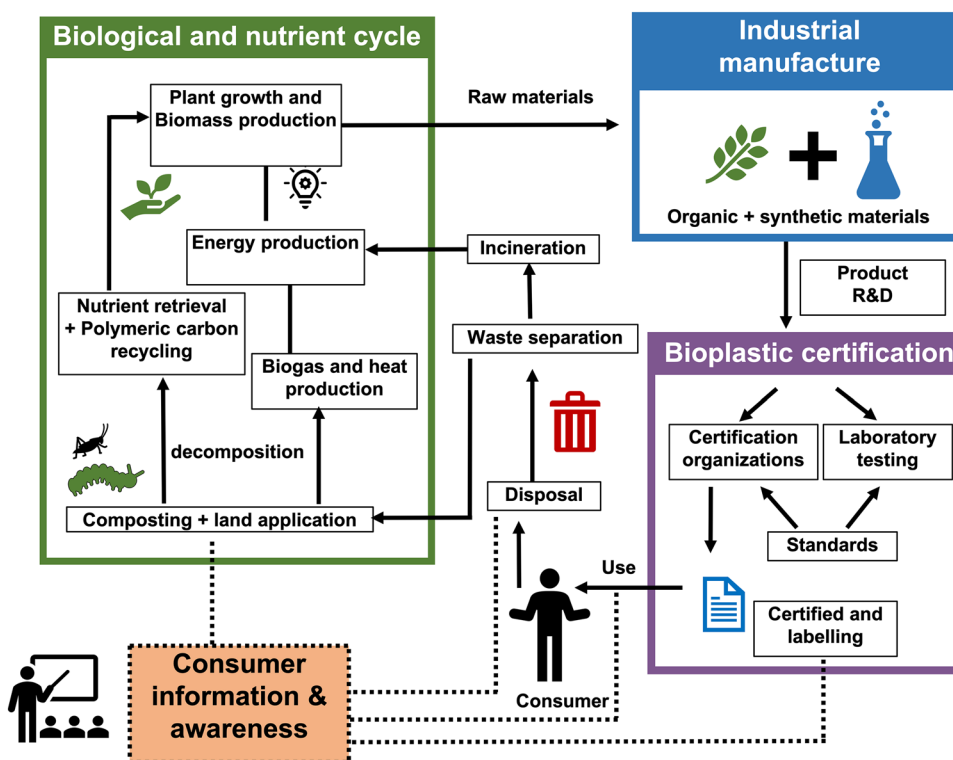 Biological and nutrient cycle
Plant growth and
Biomass production
Raw materials
Industrial
manufacture
Organic + synthetic materials
Energy production
Incineration
Product
R&D
Nutrient retrieval
+ Polymeric carbon
recycling
Waste separation
Biogas and heat
production
Bioplastic certification
decomposition
Certification
organizations
Laboratory
testing
Disposal
Composting + land application
Standards
Use
Certified and
labelling
Consumer
Consumer
information &
awareness